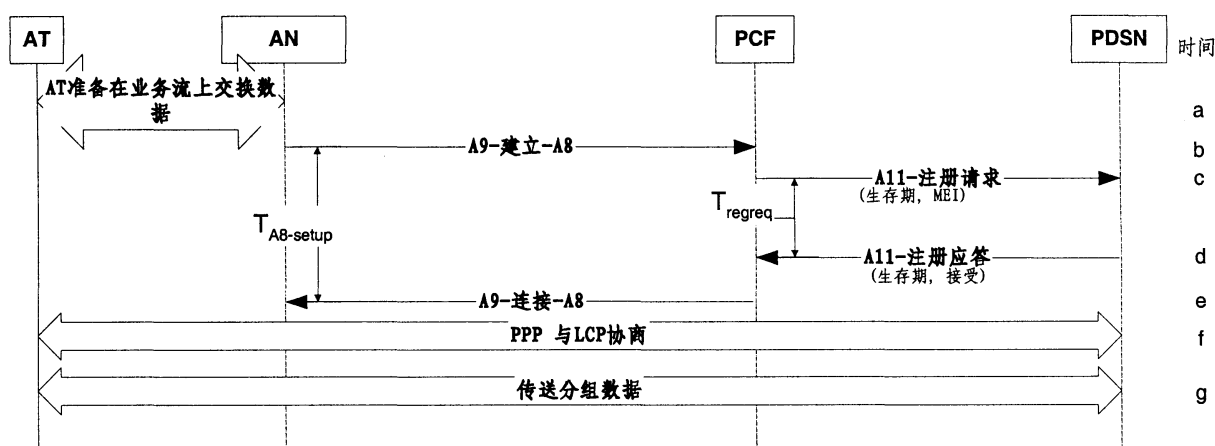 AT
AN
PCF
PDSN
时间
AT准备在业务流上交换数
据
a
A9-建立-A8
b
A11-注册请求
c
(生存期, MEI)
Tregreq
TA8-setup
A11-注册应答
d
(生存期, 接受)
A9-连接-A8
e
PPP 与LCP协商
f
传送分组数据
g